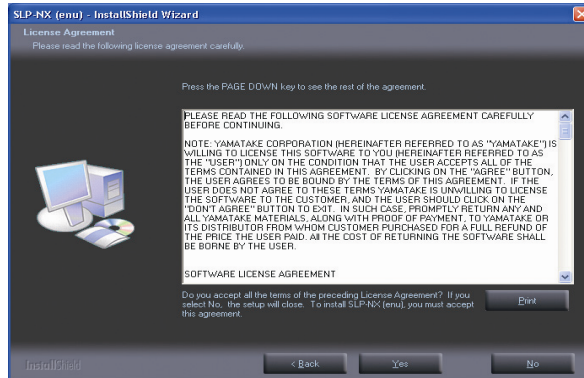 SLP-NX (enu) - InstallShield Wizard
License Agreement
Please read the following license agreement carefully.
Press the PAGE DOWN key to see the rest of the agreement.
PLEASE READ THE FOLLOWING SOFTWARE LICENSE AGREEMENT CAREFULLY
BEFORE CONTINUING.
NOTE: YAMATAKE CORPORATION (HEREINAFTER REFERRED TO AS "YAMATAKE") IS
WILLING TO LICENSE THIS SOFTWARE TO YOU (HEREINAFTER REFERRED TO AS
THE "USER") ONLY ON THE CONDITION THAT THE USER ACCEPTS ALL OF THE
TERMS CONTAINED IN THIS AGREEMENT. BY CLICKING ON THE "AGREE" BUTTON,
THE USER AGREES TO BE BOUND BY THE TERMS OF THIS AGREEMENT. IF THE
USER DOES NOT AGREE TO THESE TERMS YAMATAKE IS UNWILLING TO LICENSE
THE SOFTWARE TO THE CUSTOMER, AND THE USER SHOULD CLICK ON THE
"DON'T AGREE" BUTTON TO EXIT. IN SUCH CASE, PROMPTLY RETURN ANY AND
ALL YAMATAKE MATERIALS, ALONG WITH PROOF OF PAYMENT, TO YAMATAKE OR
ITS DISTRIBUTOR FROM WHOM CUSTOMER PURCHASED FOR A FULL REFUND OF
THE PRICE THE USER PAID. All THE COST OF RETURNING THE SOFTWARE SHALL
BE BORNE BY THE USER.
SOFTWARE LICENSE AGREEMENT
Do you accept all the terms of the preceding License Agreement? If you
select No, the setup will close. To install SLP-NX (enu), you must accept
this agreement.
Print
InstallShield
< Back
Yes
No